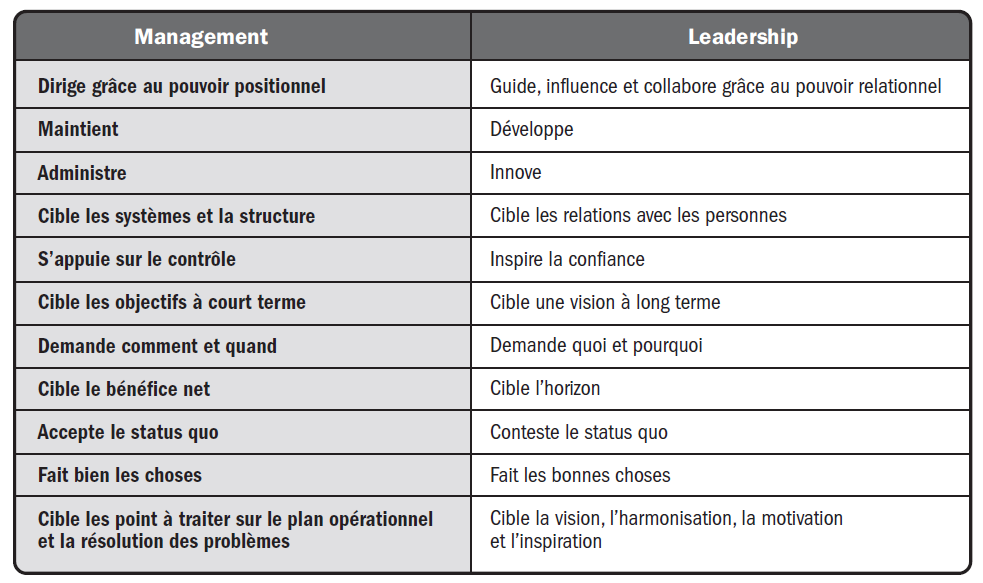 Management Leadership
Dirige grâce au pouvoir positionnel Guide, influence et collabore grâce au pouvoir relationnel
Maintient Développe
Administre Innove
Cible les systèmes et la structure Cible les relations avec les personnes
S’appuie sur le contrôle Inspire la confiance
Cible les objectifs à court terme Cible une vision à long terme
Demande comment et quand Demande quoi et pourquoi
Cible le bénéfice net Cible l’horizon
Accepte le status quo Conteste le status quo
Fait bien les choses Fait les bonnes choses
Cible les point à traiter sur le plan opérationnel Cible la vision, l’harmonisation, la motivation
et la résolution des problèmes et l’inspiration